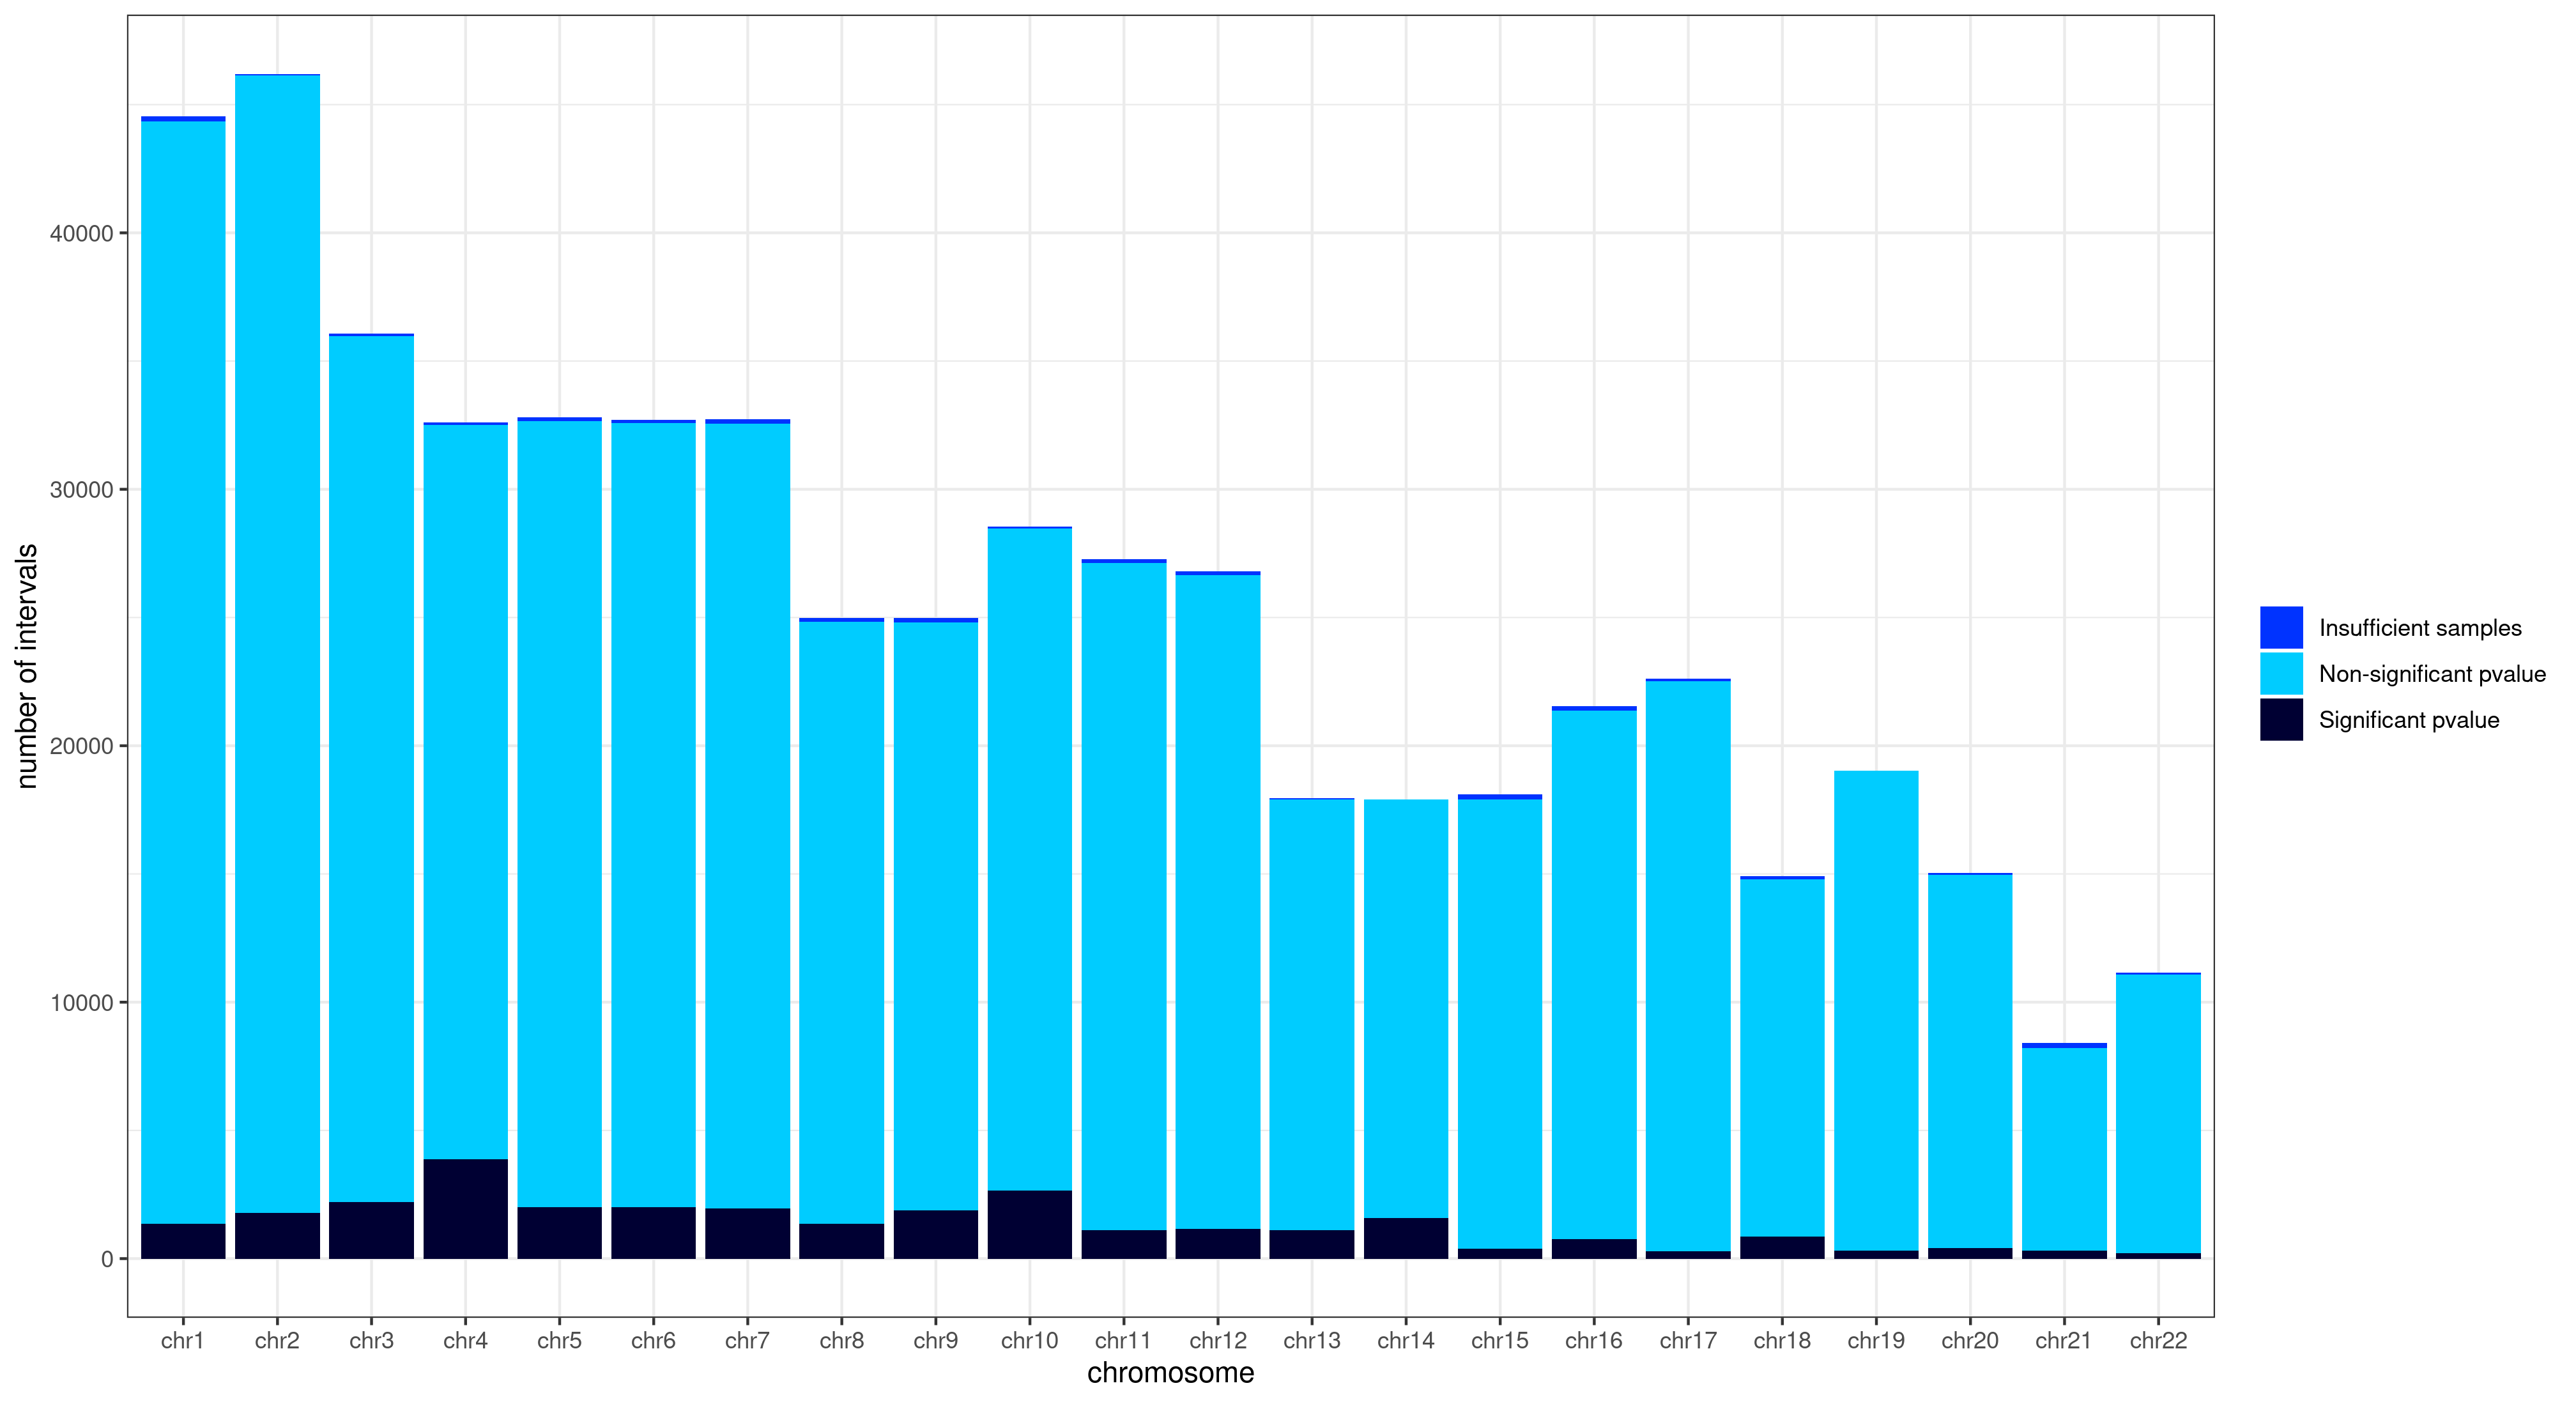 number of intervals
40000
30000
20000
10000
0
chr1 chr2 chr3 chr4 chr5 chr6 chr7 chr8 chr9 chr10 chr11 chr12 chr13 chr14 chr15 chr16 chr17 chr18 chr19 chr20 chr21 chr22
chromosome
Insufficient samples
Non-significant pvalue
Significant pvalue